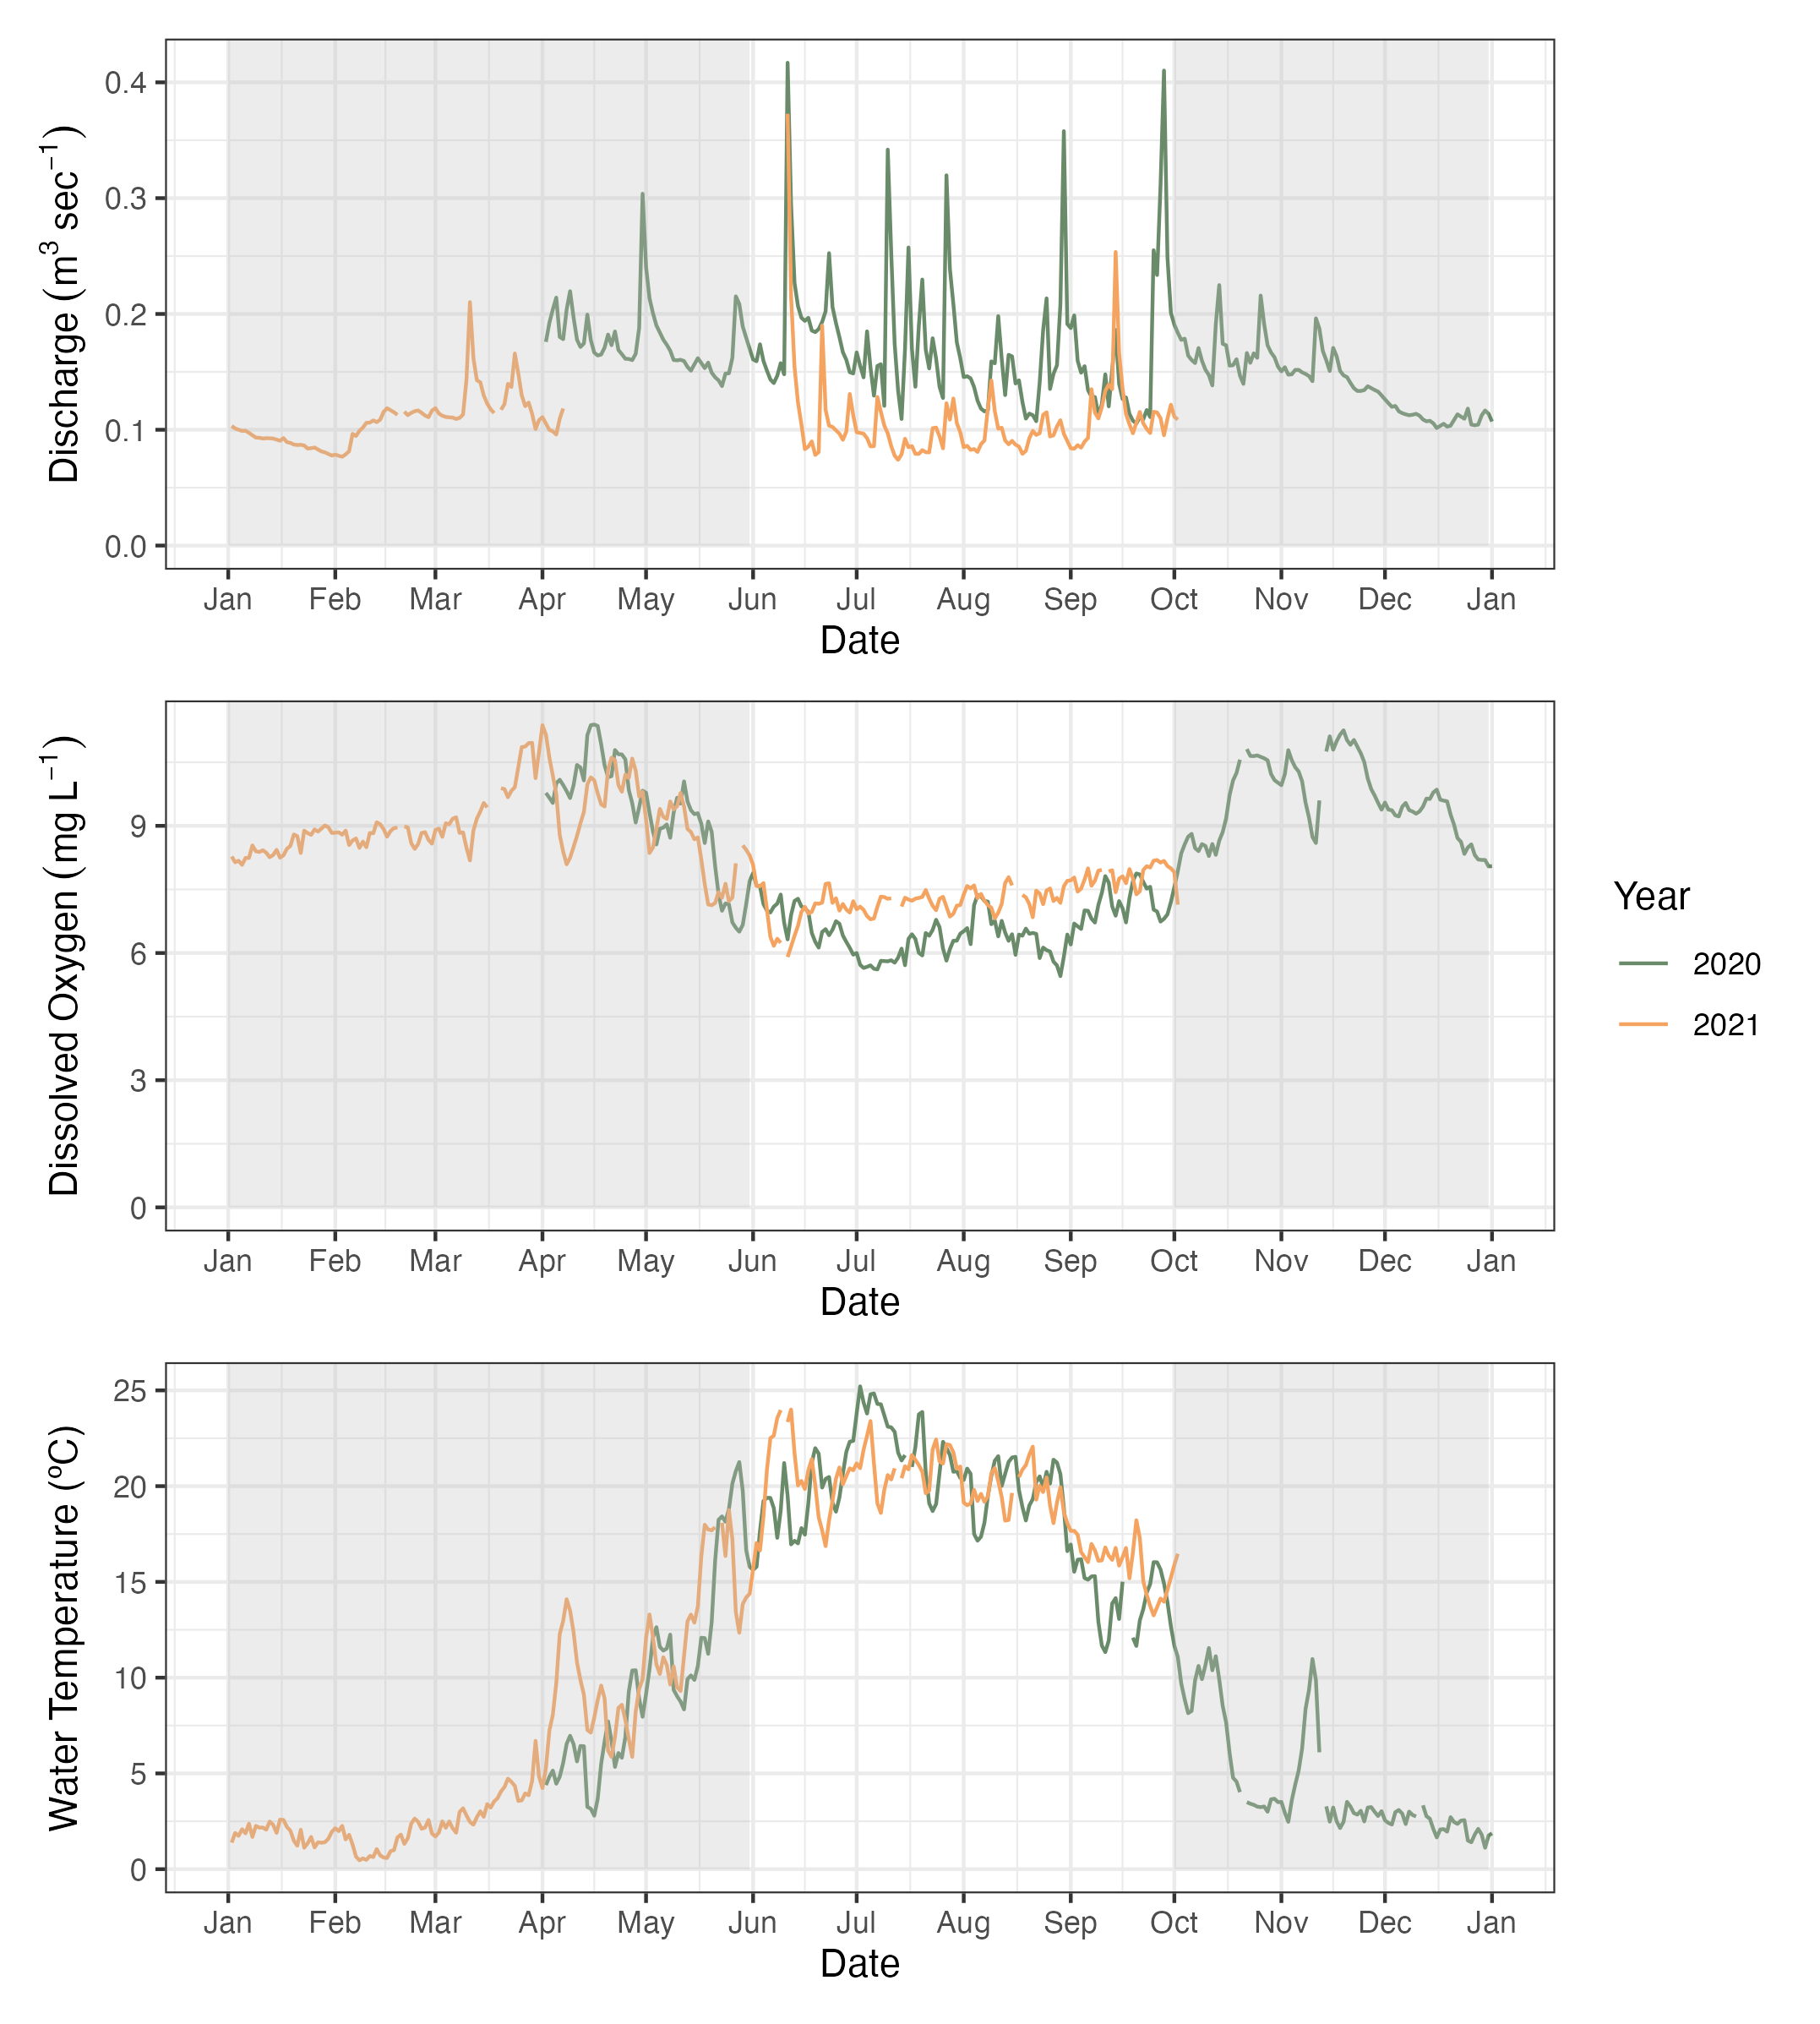 Discharge (m³ sec⁻¹)
0.4
0.3
0.2
0.1
0.0
Jan Feb Mar Apr May Jun Jul Aug Sep Oct Nov Dec Jan
Date
Dissolved Oxygen (mg L⁻¹)
9
6
3
0
Jan Feb Mar Apr May Jun Jul Aug Sep Oct Nov Dec Jan
Date
Year
2020
2021
Water Temperature (ºC)
25
20
15
10
5
0
Jan Feb Mar Apr May Jun Jul Aug Sep Oct Nov Dec Jan
Date